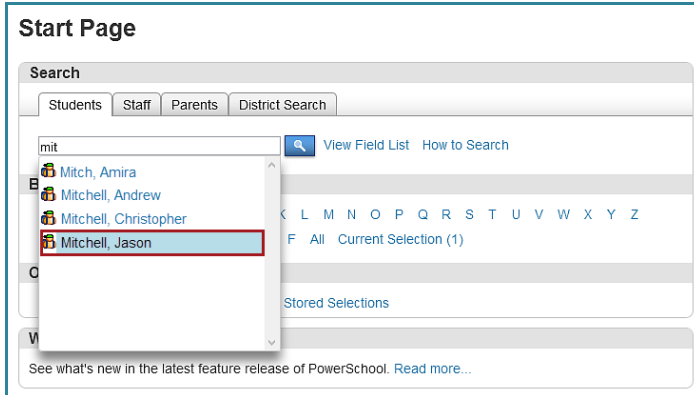 Start Page
Search
Students Staff Parents District Search
mit View Field List How to Search
Mitch, Amira
Mitchell, Andrew
B
Mitchell, Christopher L M N O P Q R S T U V W X Y Z
Mitchell, Jason F All Current Selection (1)
O
Stored Selections
W
See what's new in the latest feature release of PowerSchool. Read more...